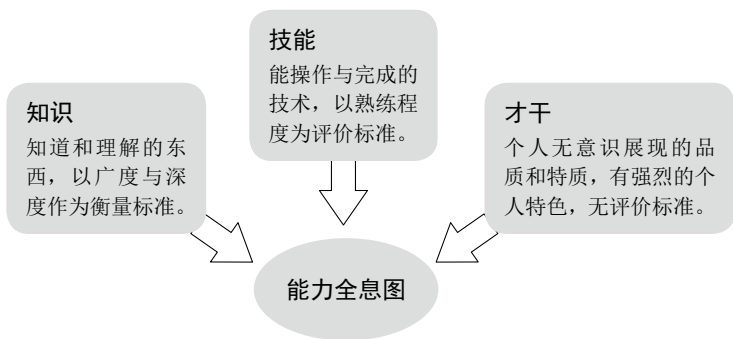 技能
能操作与完成的
技术，以熟练程
度为评价标准。
知识
知道和理解的东
西，以广度与深
度作为衡量标准。
才干
个人无意识展现的品
质和特质，有强烈的个
人特色，无评价标准。
能力全息图